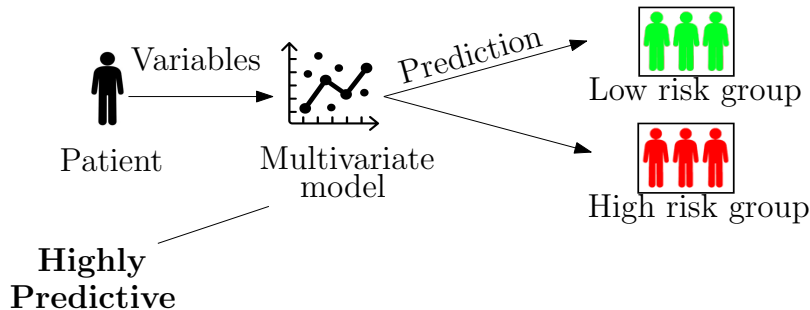 Variables
Prediction
Low risk group
Patient
Multivariate
model
High risk group
Highly
Predictive